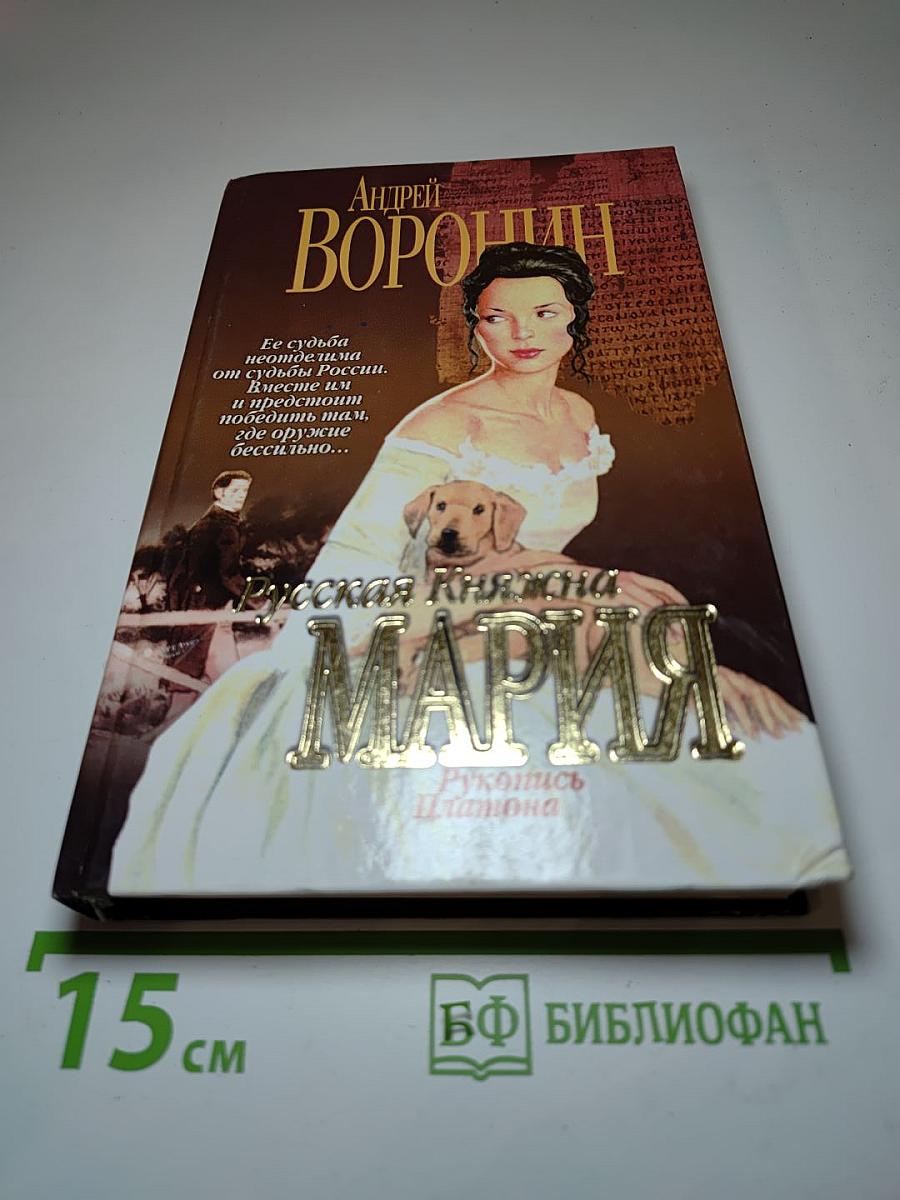 Андрей
Воронин
Ее судьба
неотделима
от судьбы России.
Вместе им
и предстоит
победить там,
где оружие
бессильно...
Русская Княжна
МАРИЯ
Рукопись
Платона
15 см
БФ БИБЛИОФАН